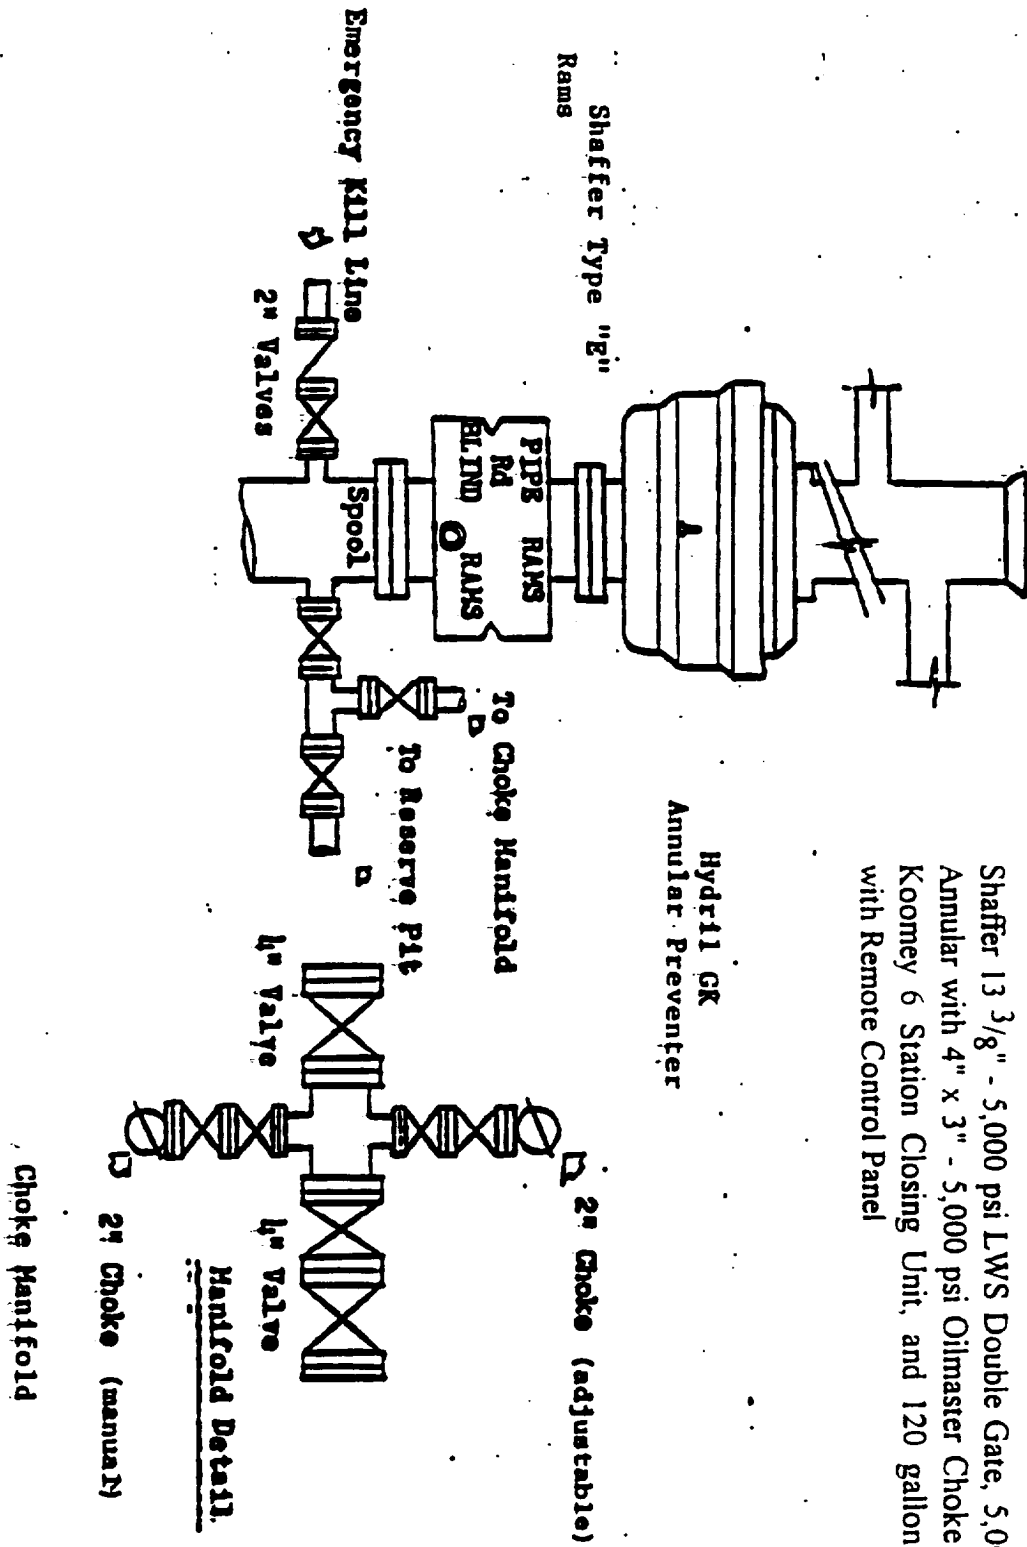 Shaffer 13 3/8" - 5,000 psi LWS Double Gate, 5,0
Annular with 4" x 3" - 5,000 psi Oilmaster Choke
Koomey 6 Station Closing Unit, and 120 gallon
with Remote Control Panel
Hydril GK
Annular Preventer
Shaffer Type "E"
Rams
PIPE RAMS
Rd
BLIND RAMS
Spool
To Choke Manifold
To Reserve Pit
Emergency Kill Line
2" Valves
2" Choke (adjustable)
4" Valve
4" Valve
Manifold Detail
2" Choke (manual)
Choke Manifold